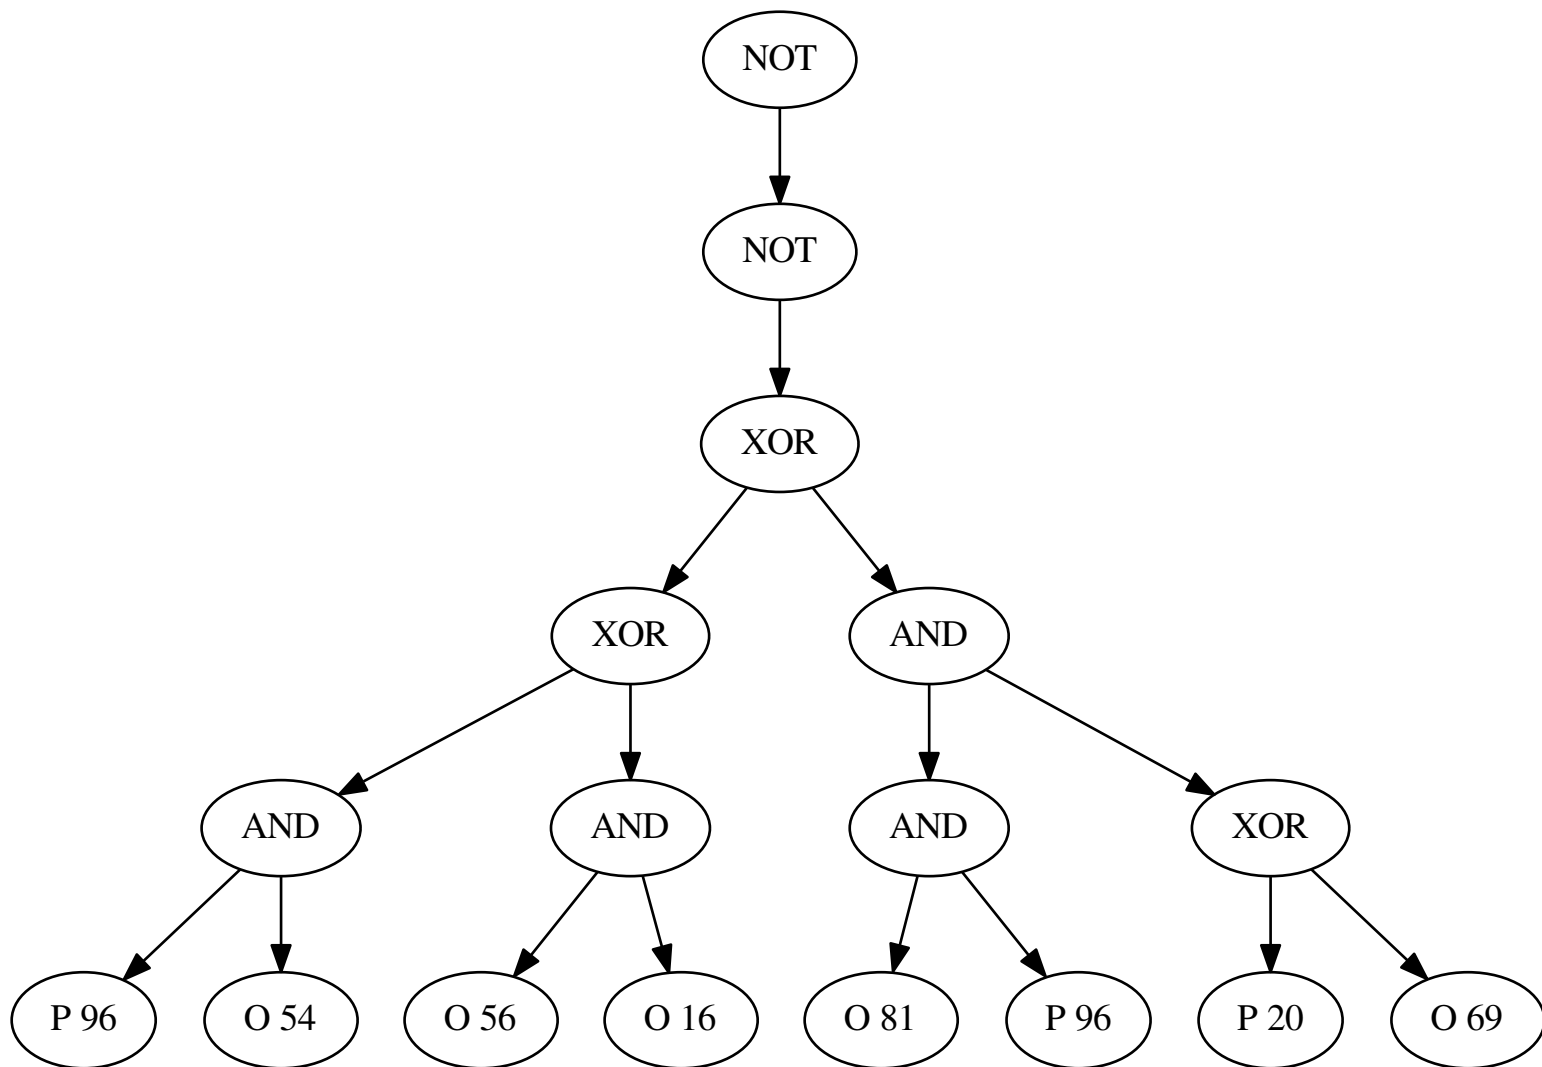 NOT
NOT
XOR
XOR
AND
AND
AND
AND
XOR
P 96
O 54
O 56
O 16
O 81
P 96
P 20
O 69